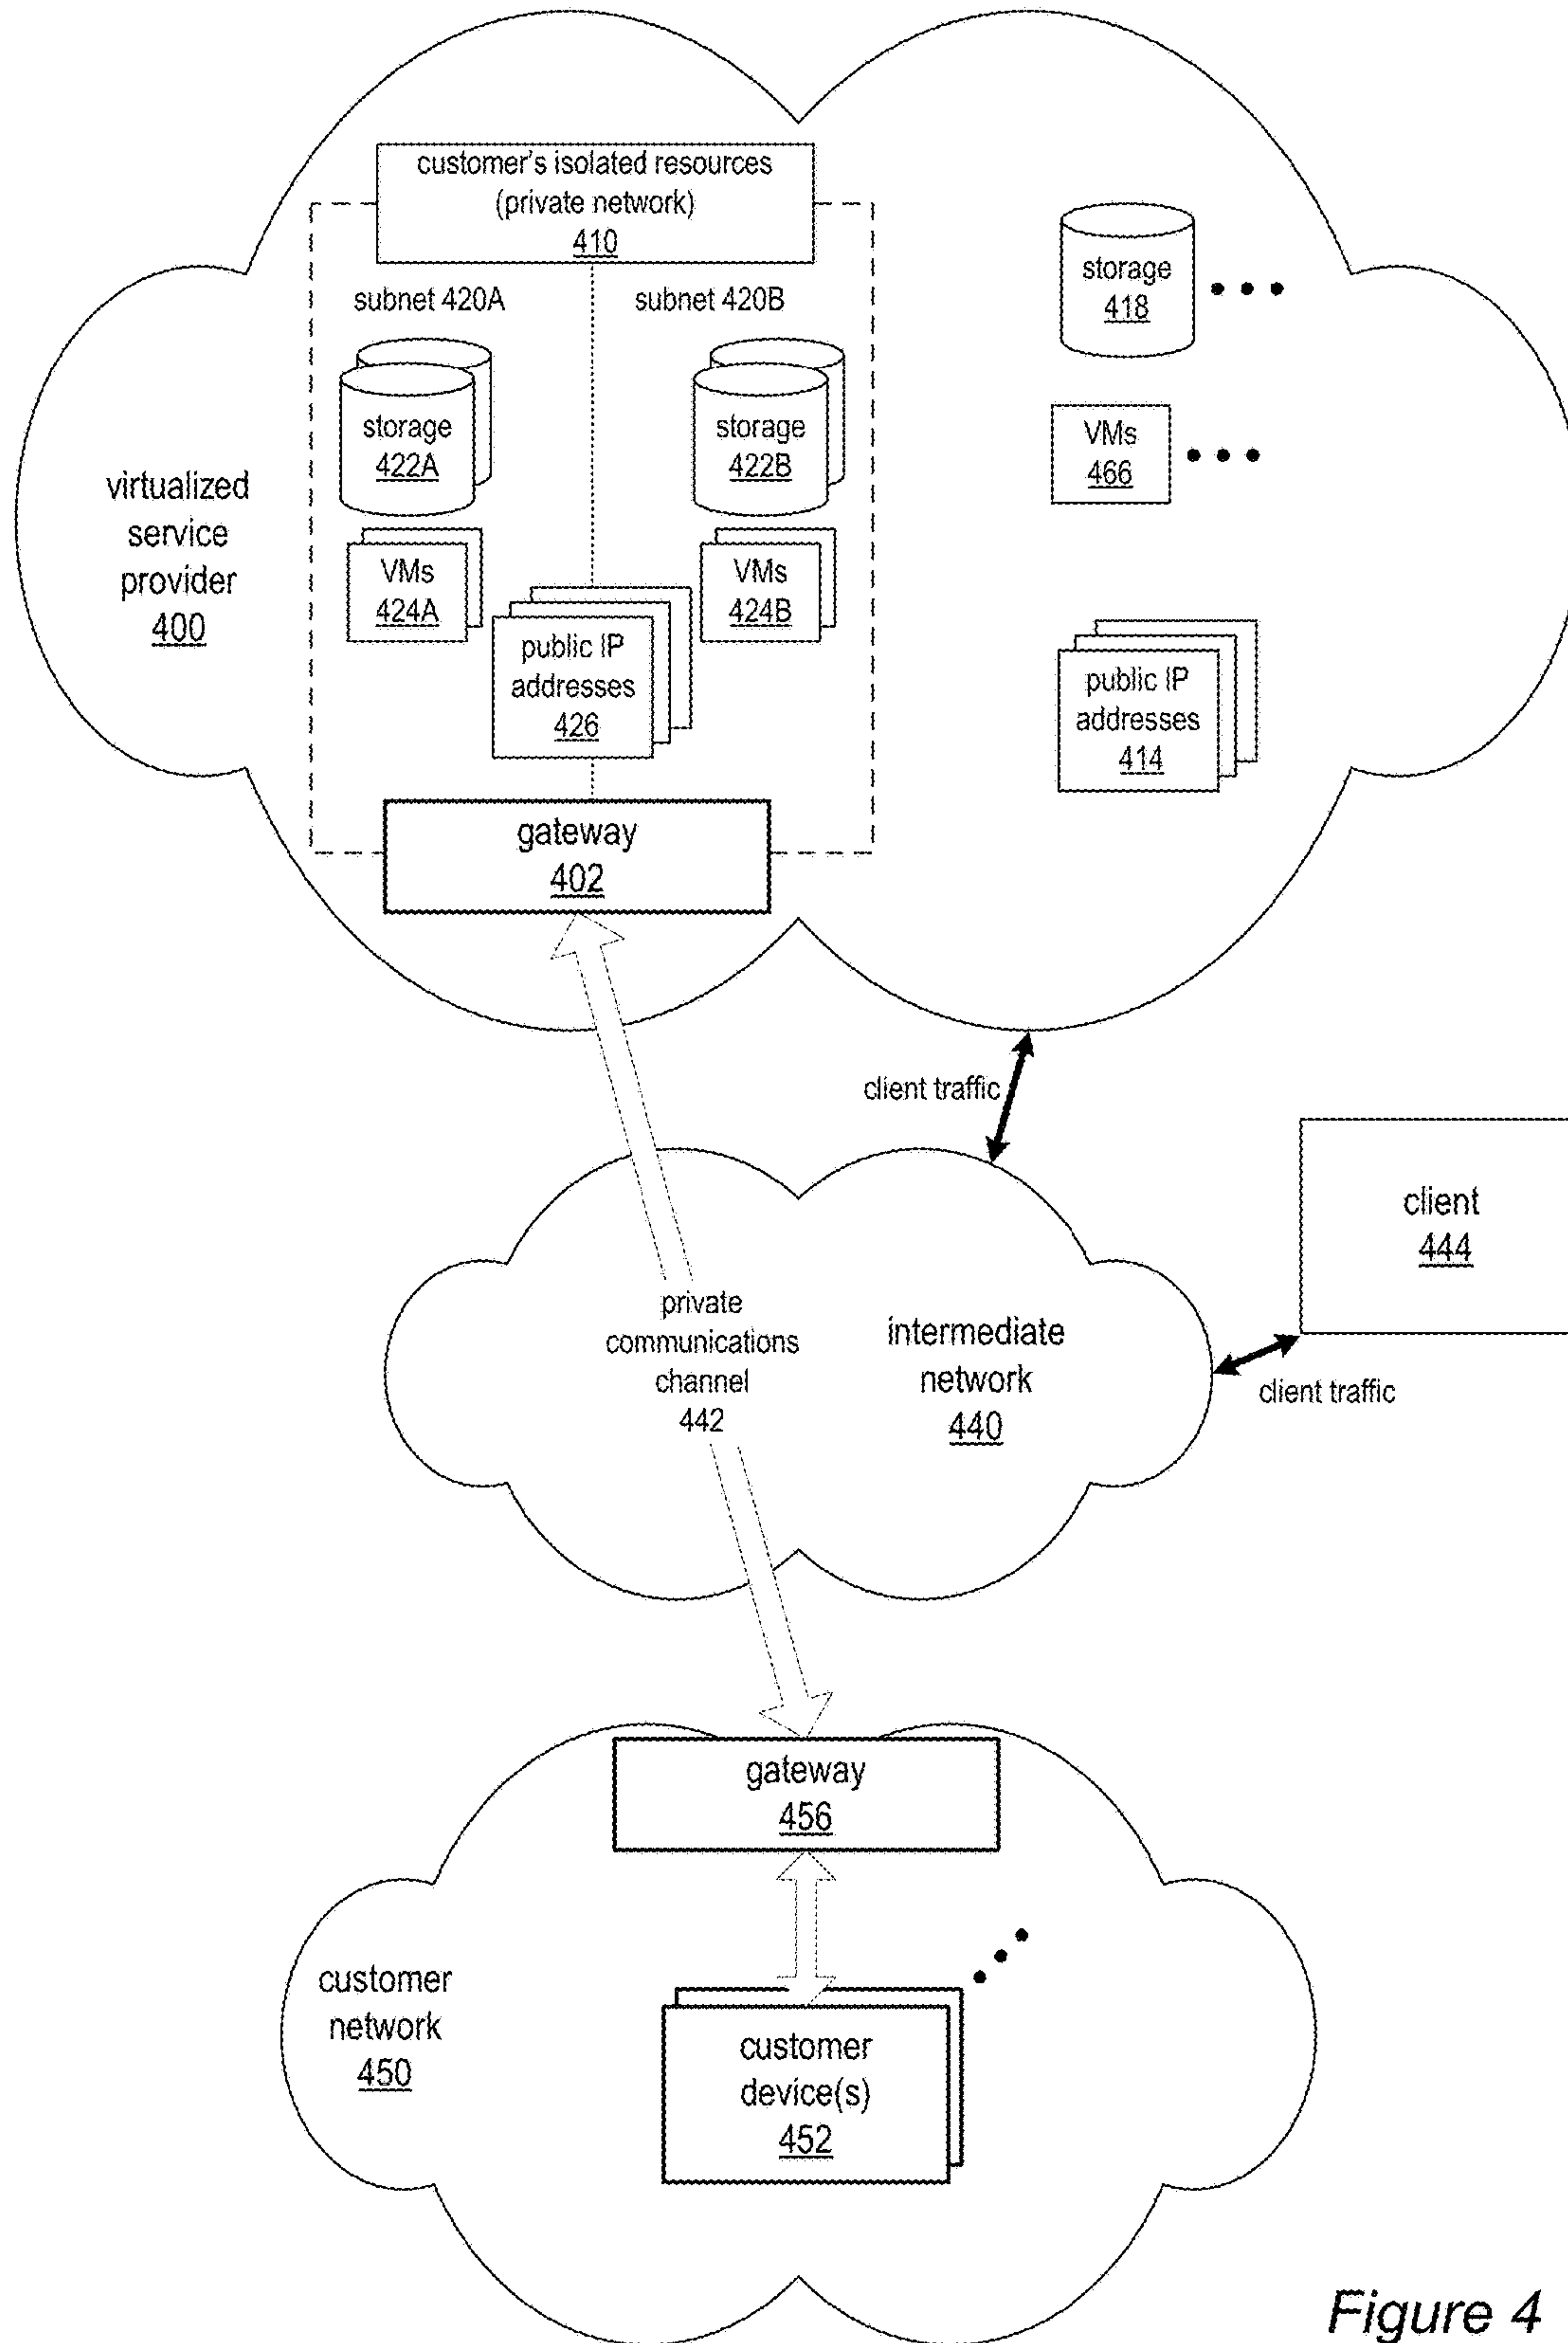 customer's isolated resources
(private network)
410
subnet 420A
subnet 420B
storage
422A
storage
422B
VMs
424A
VMs
424B
public IP
addresses
426
gateway
402
virtualized
service
provider
400
storage
418
VMs
466
public IP
addresses
414
client traffic
client
444
client traffic
private
communications
channel
442
intermediate
network
440
gateway
456
customer
network
450
customer
device(s)
452
Figure 4